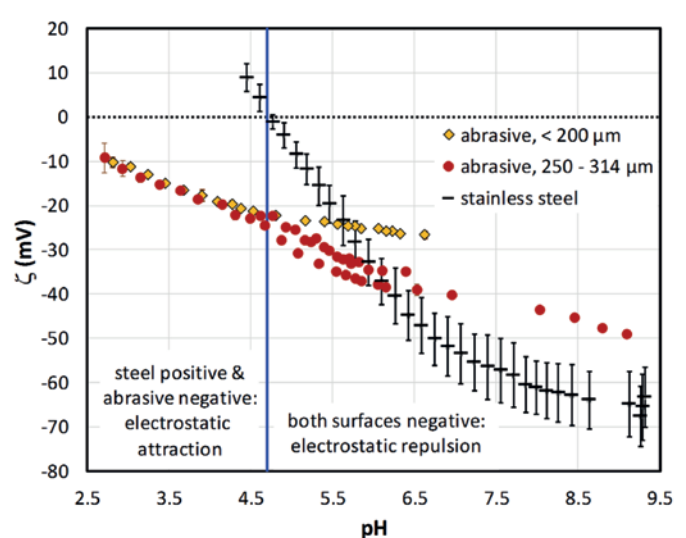 20
10
0
-10
-20
-30
-40
-50
-60
-70
-80
ζ (mV)
abrasive, < 200 µm
abrasive, 250 - 314 µm
stainless steel
steel positive &
abrasive negative:
electrostatic
attraction
both surfaces negative:
electrostatic repulsion
2.5 3.5 4.5 5.5 6.5 7.5 8.5 9.5
pH